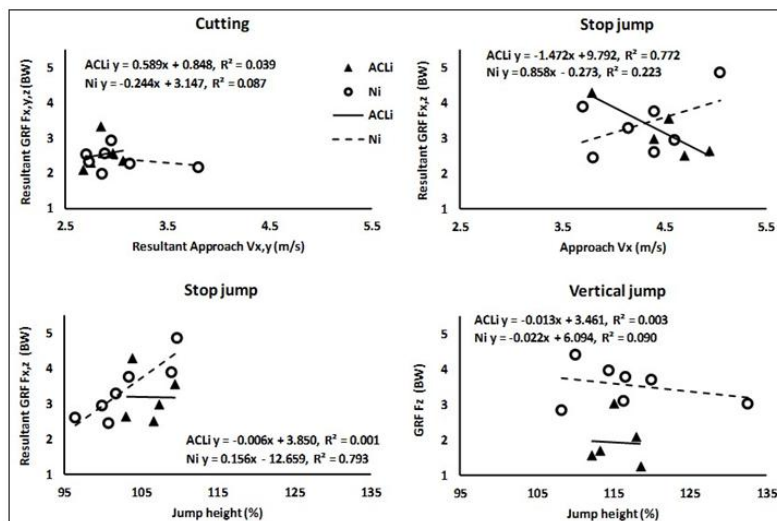 Cutting
ACLi y = 0.589x + 0.848, R² = 0.039
Ni y = -0.244x + 3.147, R² = 0.087
ACLi
Ni
ACLi
Ni
Resultant GRF Fx,y,z (BW)
5
4
3
2
1
2.5 3.5 4.5 5.5
Resultant Approach Vx,y (m/s)
Stop jump
ACLi y = -1.472x + 9.792, R² = 0.772
Ni y = 0.858x - 0.273, R² = 0.223
Resultant GRF Fx,z (BW)
5
4
3
2
1
2.5 3.5 4.5 5.5
Approach Vx (m/s)
Stop jump
Resultant GRF Fx,z (BW)
5
4
3
2
1
ACLi y = -0.006x + 3.850, R² = 0.001
Ni y = 0.156x - 12.659, R² = 0.793
95 105 115 125 135
Jump height (%)
Vertical jump
ACLi y = -0.013x + 3.461, R² = 0.003
Ni y = -0.022x + 6.094, R² = 0.090
GRF Fz (BW)
5
4
3
2
1
95 105 115 125 135
Jump height (%)